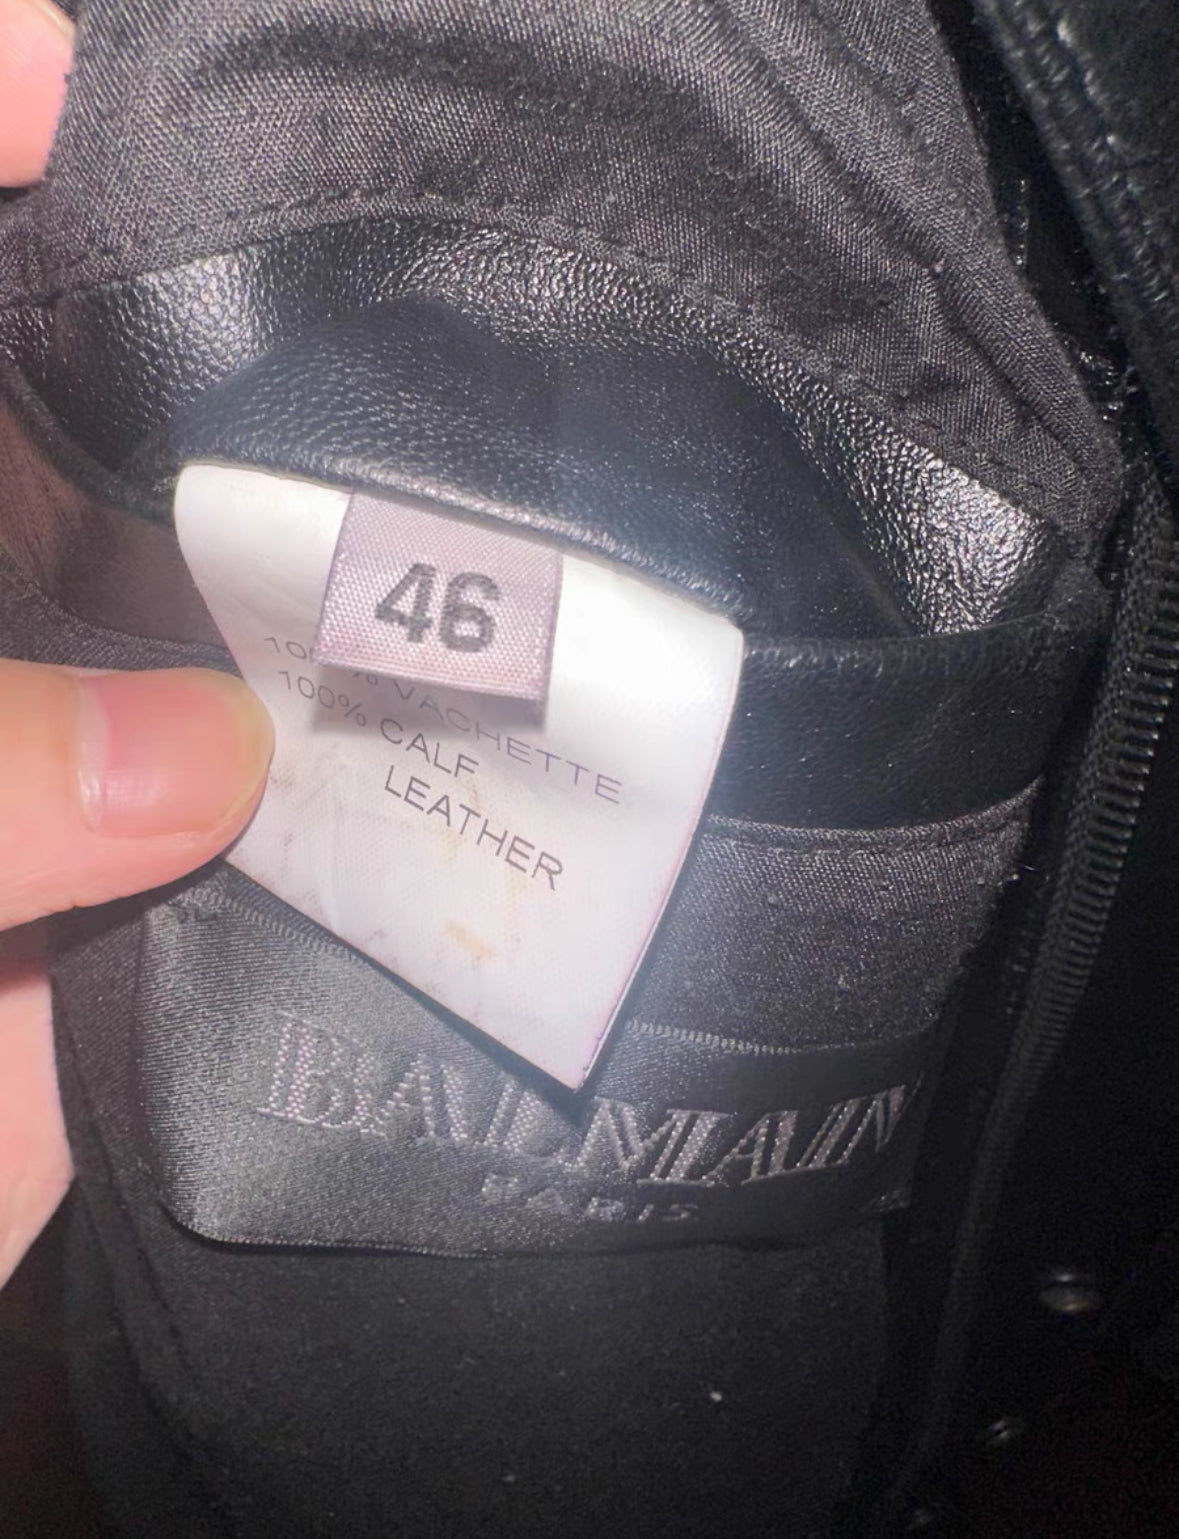 46
100% VACHETTE
100% CALF
LEATHER
BALMAIN
PARIS